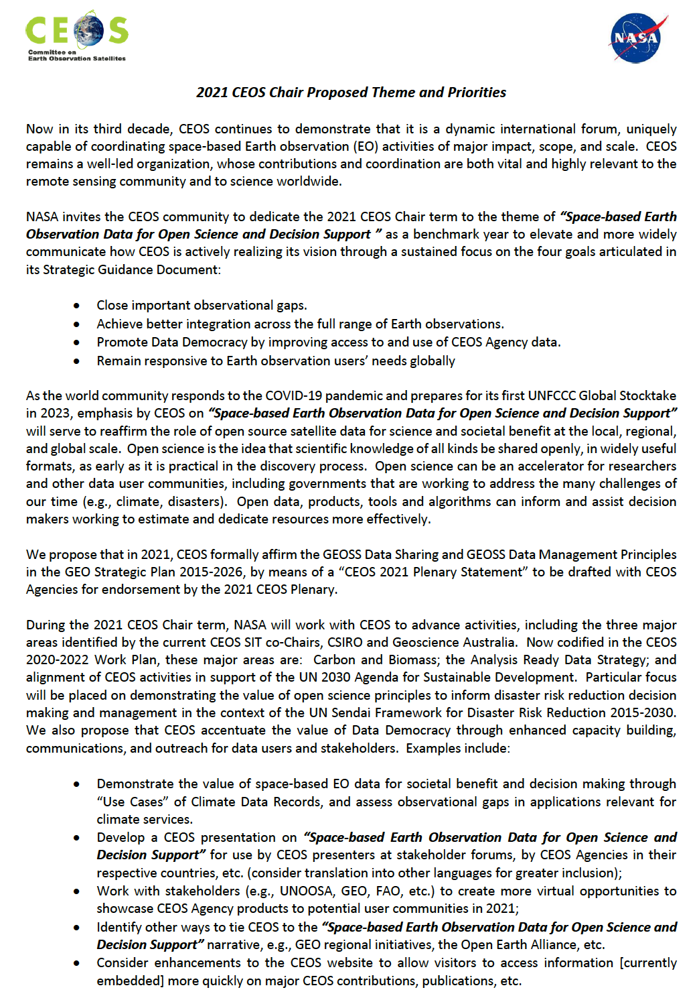 CEOS
Committee on
Earth Observation Satellites
NASA
2021 CEOS Chair Proposed Theme and Priorities
Now in its third decade, CEOS continues to demonstrate that it is a dynamic international forum, uniquely
capable of coordinating space-based Earth observation (EO) activities of major impact, scope, and scale. CEOS
remains a well-led organization, whose contributions and coordination are both vital and highly relevant to the
remote sensing community and to science worldwide.
NASA invites the CEOS community to dedicate the 2021 CEOS Chair term to the theme of “Space-based Earth
Observation Data for Open Science and Decision Support ” as a benchmark year to elevate and more widely
communicate how CEOS is actively realizing its vision through a sustained focus on the four goals articulated in
its Strategic Guidance Document:
● Close important observational gaps.
● Achieve better integration across the full range of Earth observations.
● Promote Data Democracy by improving access to and use of CEOS Agency data.
● Remain responsive to Earth observation users’ needs globally
As the world community responds to the COVID-19 pandemic and prepares for its first UNFCCC Global Stocktake
in 2023, emphasis by CEOS on “Space-based Earth Observation Data for Open Science and Decision Support”
will serve to reaffirm the role of open source satellite data for science and societal benefit at the local, regional,
and global scale. Open science is the idea that scientific knowledge of all kinds be shared openly, in widely useful
formats, as early as it is practical in the discovery process. Open science can be an accelerator for researchers
and other data user communities, including governments that are working to address the many challenges of
our time (e.g., climate, disasters). Open data, products, tools and algorithms can inform and assist decision
makers working to estimate and dedicate resources more effectively.
We propose that in 2021, CEOS formally affirm the GEOSS Data Sharing and GEOSS Data Management Principles
in the GEO Strategic Plan 2015-2026, by means of a “CEOS 2021 Plenary Statement” to be drafted with CEOS
Agencies for endorsement by the 2021 CEOS Plenary.
During the 2021 CEOS Chair term, NASA will work with CEOS to advance activities, including the three major
areas identified by the current CEOS SIT co-Chairs, CSIRO and Geoscience Australia. Now codified in the CEOS
2020-2022 Work Plan, these major areas are: Carbon and Biomass; the Analysis Ready Data Strategy; and
alignment of CEOS activities in support of the UN 2030 Agenda for Sustainable Development. Particular focus
will be placed on demonstrating the value of open science principles to inform disaster risk reduction decision
making and management in the context of the UN Sendai Framework for Disaster Risk Reduction 2015-2030.
We also propose that CEOS accentuate the value of Data Democracy through enhanced capacity building,
communications, and outreach for data users and stakeholders. Examples include:
● Demonstrate the value of space-based EO data for societal benefit and decision making through
“Use Cases” of Climate Data Records, and assess observational gaps in applications relevant for
climate services.
● Develop a CEOS presentation on “Space-based Earth Observation Data for Open Science and
Decision Support” for use by CEOS presenters at stakeholder forums, by CEOS Agencies in their
respective countries, etc. (consider translation into other languages for greater inclusion);
● Work with stakeholders (e.g., UNOOSA, GEO, FAO, etc.) to create more virtual opportunities to
showcase CEOS Agency products to potential user communities in 2021;
● Identify other ways to tie CEOS to the “Space-based Earth Observation Data for Open Science and
Decision Support” narrative, e.g., GEO regional initiatives, the Open Earth Alliance, etc.
● Consider enhancements to the CEOS website to allow visitors to access information [currently
embedded] more quickly on major CEOS contributions, publications, etc.